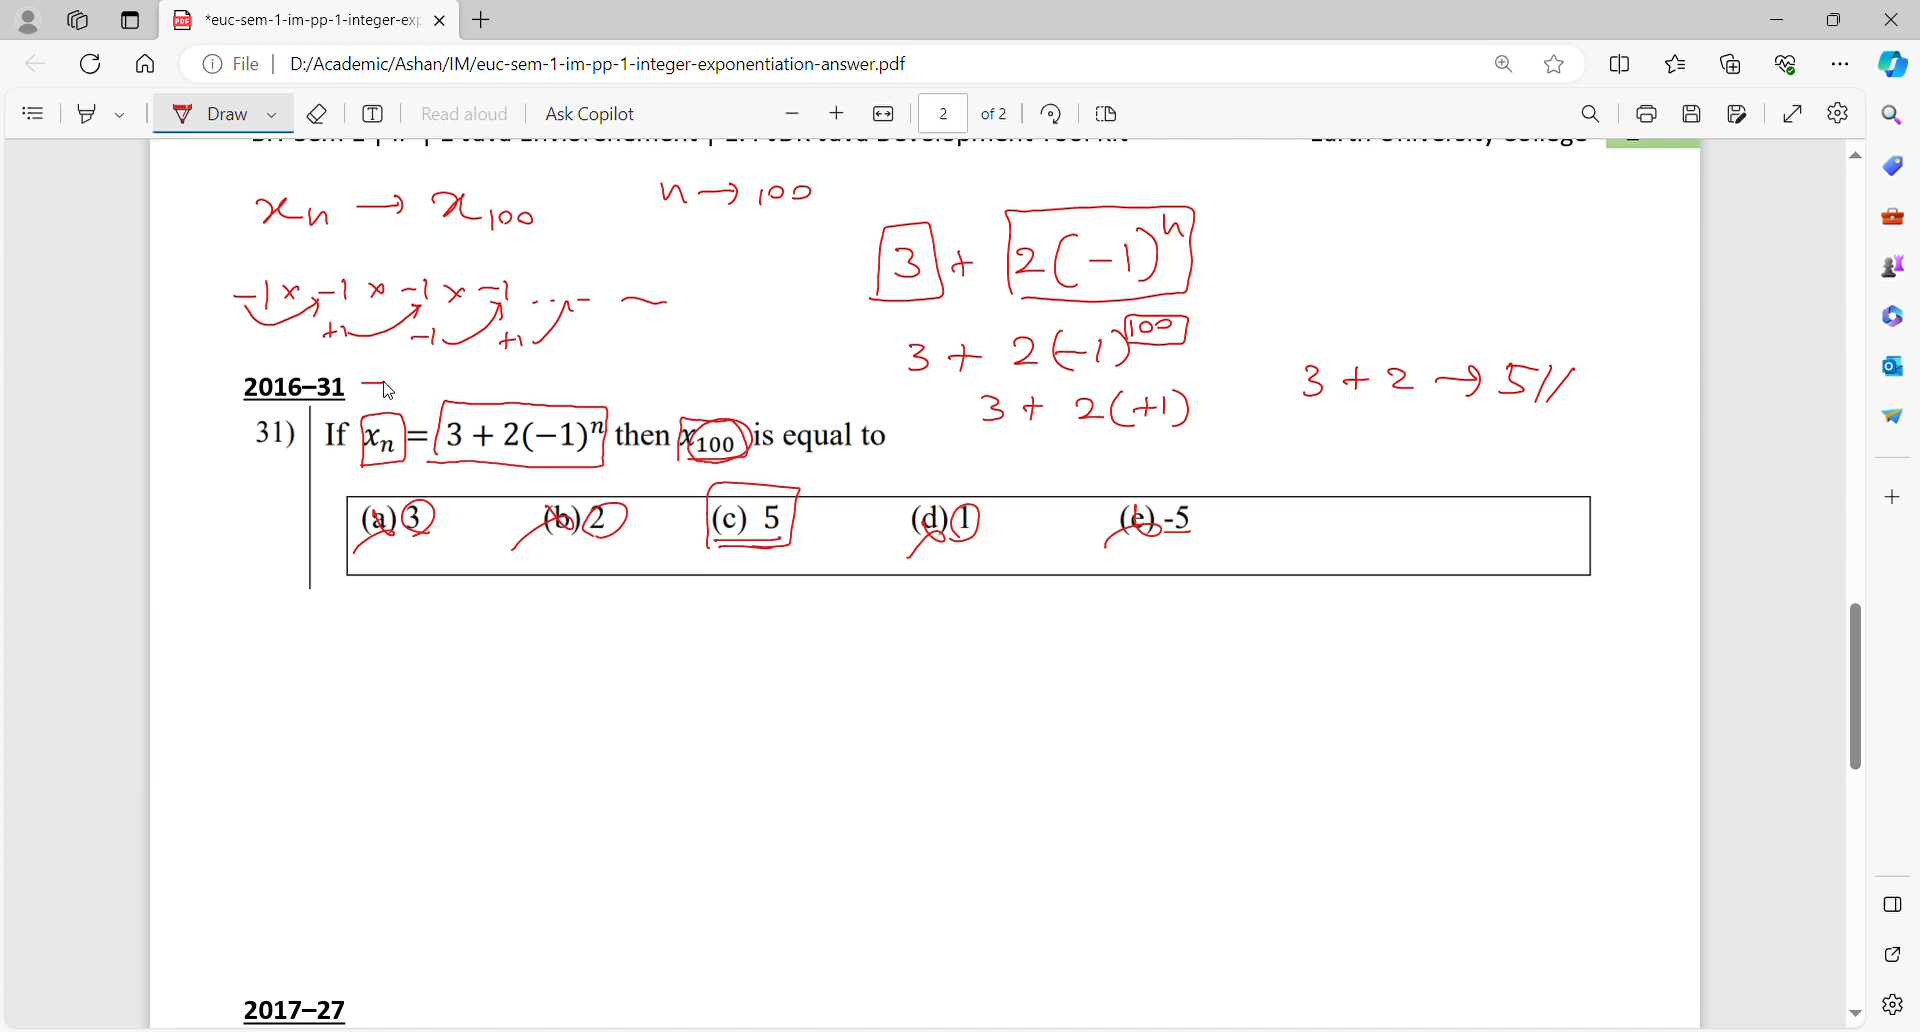 *euc-sem-1-im-pp-1-integer-exp
File | D:/Academic/Ashan/IM/euc-sem-1-im-pp-1-integer-exponentiation-answer.pdf
Draw
Read aloud
Ask Copilot
2 of 2
xₙ → x₁₀₀
n → 100
3 + 2(-1)ⁿ
-1 x -1 x -1 x -1 ......
+1 -1 +1
3 + 2(-1)¹⁰⁰
3 + 2(+1)
3 + 2 → 5//
2016–31
31) If xₙ = 3 + 2(−1)ⁿ then x₁₀₀ is equal to
(a) 3 (b) 2 (c) 5 (d) 1 (e) -5
2017–27